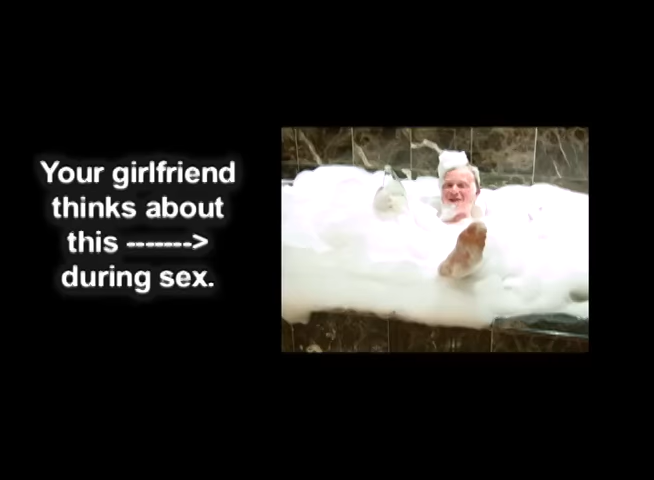 Your girlfriend
thinks about
this ------->
during sex.